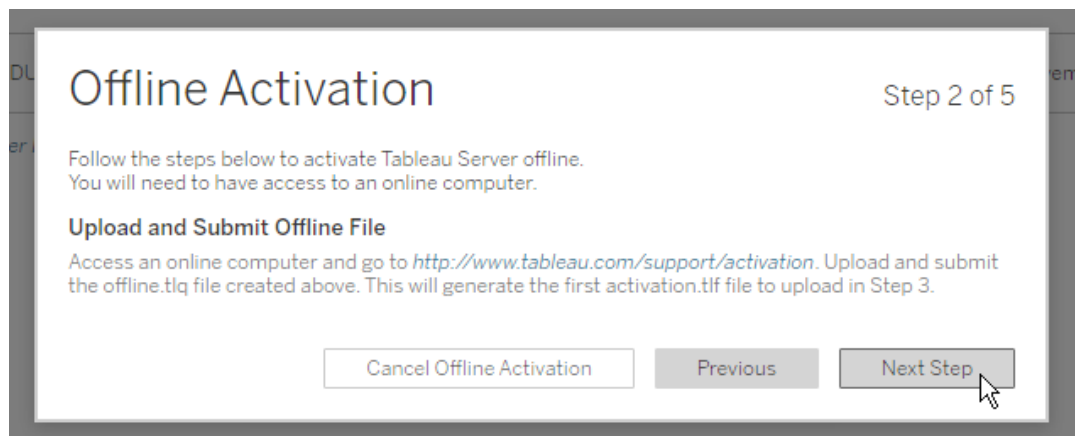 Offline Activation
Step 2 of 5
Follow the steps below to activate Tableau Server offline.
You will need to have access to an online computer.
Upload and Submit Offline File
Access an online computer and go to http://www.tableau.com/support/activation. Upload and submit
the offline.tlq file created above. This will generate the first activation.tlf file to upload in Step 3.
Cancel Offline Activation
Previous
Next Step